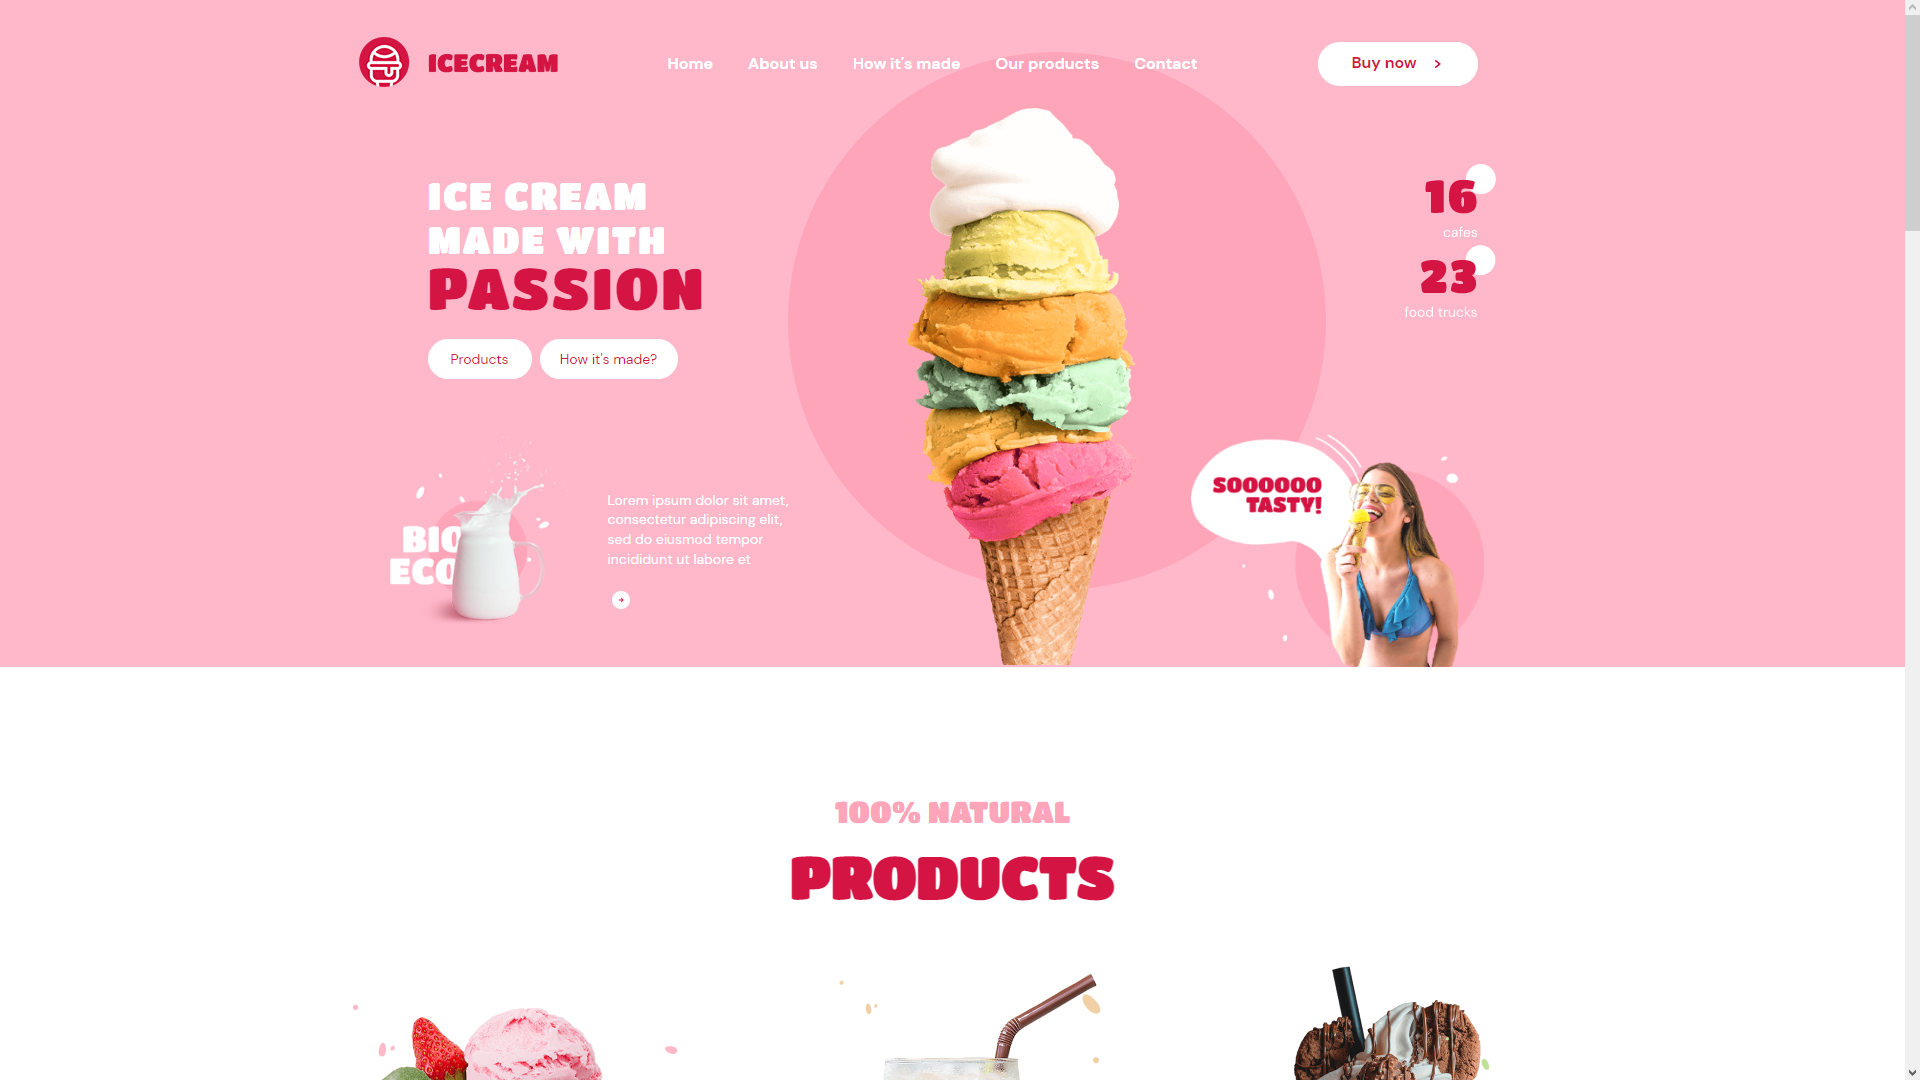 ICECREAM
Home
About us
How it's made
Our products
Contact
Buy now
ICE CREAM
MADE WITH
PASSION
Products
How it's made?
16
cafes
23
food trucks
BIO
ECO
Lorem ipsum dolor sit amet,
consectetur adipiscing elit,
sed do eiusmod tempor
incididunt ut labore et
SOOOOOO
TASTY!
100% NATURAL
PRODUCTS